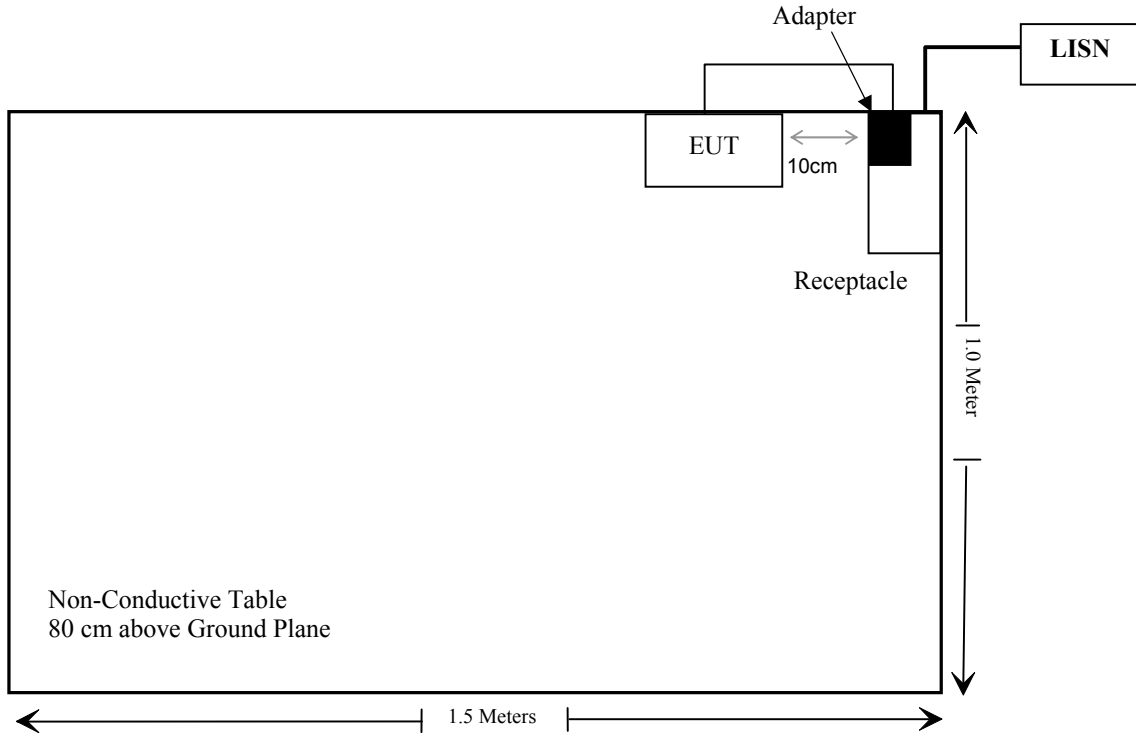 Adapter
LISN
EUT
10cm
Receptacle
1.0 Meter
Non-Conductive Table
80 cm above Ground Plane
1.5 Meters